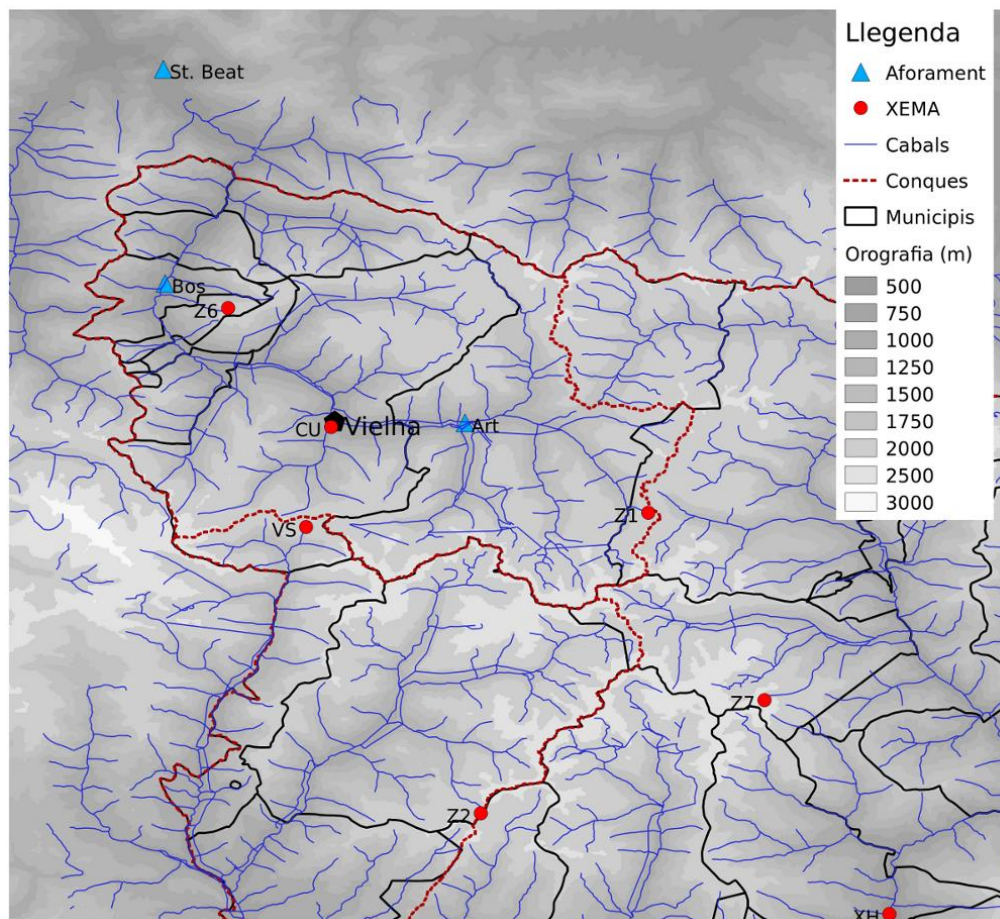 St. Beat
Bos
Z6
CU
Vielha
Art
VS
Z1
Z7
Z2
XH
Llegenda
Aforament
XEMA
Cabals
Conques
Municipis
Orografia (m)
500
750
1000
1250
1500
1750
2000
2500
3000